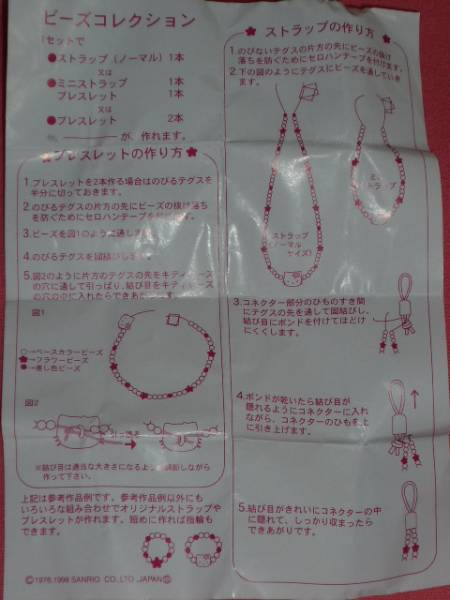 ビーズコレクション
1セットで
●ストラップ（ノーマル）1本
又は
●ミニストラップ 1本
ブレスレット 1本
又は
●ブレスレット 2本
が、作れます。
★ブレスレットの作り方★
1.ブレスレットを2本作る場合はのびるテグスを
半分に切っておきます。
2.のびるテグスの片方の先にビーズの抜け落ち
を防ぐためにセロハンテープを付けます。
3.ビーズを図1のように通します。
4.のびるテグスを固結びします。
5.図2のように片方のテグスの先をキティビーズ
の穴に通して引っぱり、結び目をキティビーズ
の穴の中に入れたらできあがりです。
図1
○→ベースカラービーズ
★→フラワービーズ
●→差し色ビーズ
図2
引っぱる
※結び目は適当な大きさになるよう調節しながら
作って下さい。
上記は参考作品例です。参考作品例以外にも
いろいろな組み合わせでオリジナルストラップや
ブレスレットが作れます。短めに作れば指輪も
できます。
© 1976,1998 SANRIO CO.,LTD. JAPAN
★ストラップの作り方★
1.のびないテグスの片方の先にビーズの抜け
落ちを防ぐためにセロハンテープを付けます。
2.下の図のようにテグスにビーズを通していき
ます。
ミニ
ストラップ
ストラップ
（ノーマル
サイズ）
3.コネクター部分のひものすき間
にテグスの先を通して固結びし、
結び目にボンドを付けてほどけ
にくくします。
4.ボンドが乾いたら結び目が
隠れるようにコネクターに入れ
ながら、コネクターのひもを上
に引き上げます。
5.結び目がきれいにコネクターの中
に隠れて、しっかり収まったら
できあがりです。